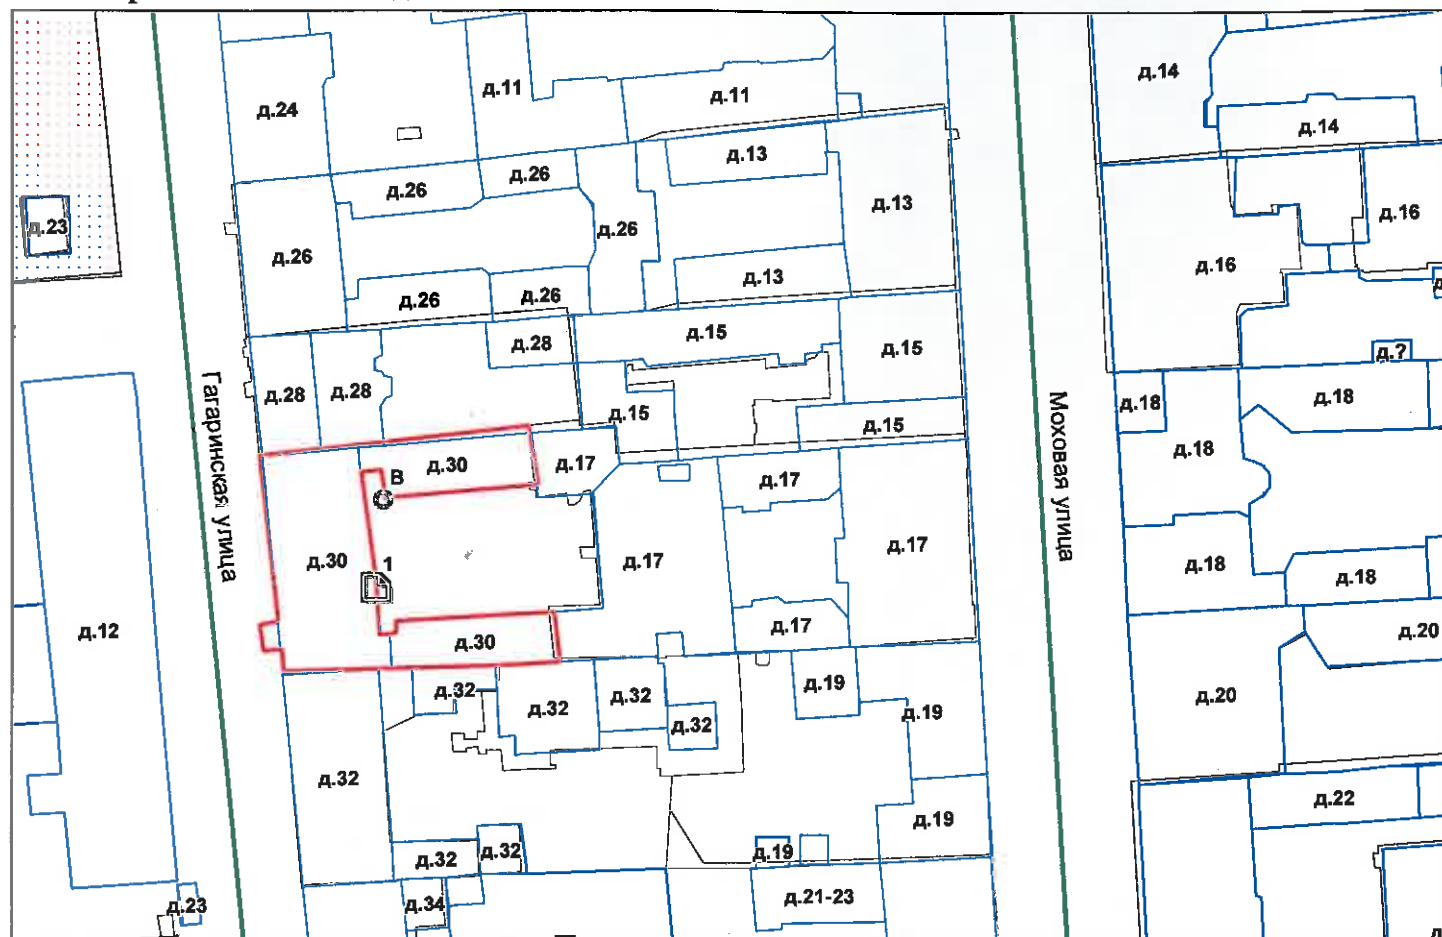 д.14
д.11
д.11
д.24
д.14
д.13
д.26
д.26
д.13
д.16
д.23
д.26
д.26
д.16
д.13
д.26
д.26
д.28
д.15
д.15
д.?
Гагаринская улица
д.28
д.28
Моховая улица
д.18
д.18
д.15
д.15
д.18
д.30
д.17
В
д.17
д.30
1
д.17
д.17
д.18
д.18
д.12
д.30
д.17
д.20
д.32
д.19
д.32
д.32
д.20
д.32
д.19
д.32
д.22
д.19
д.32
д.32
д.19
д.23
д.34
д.21-23